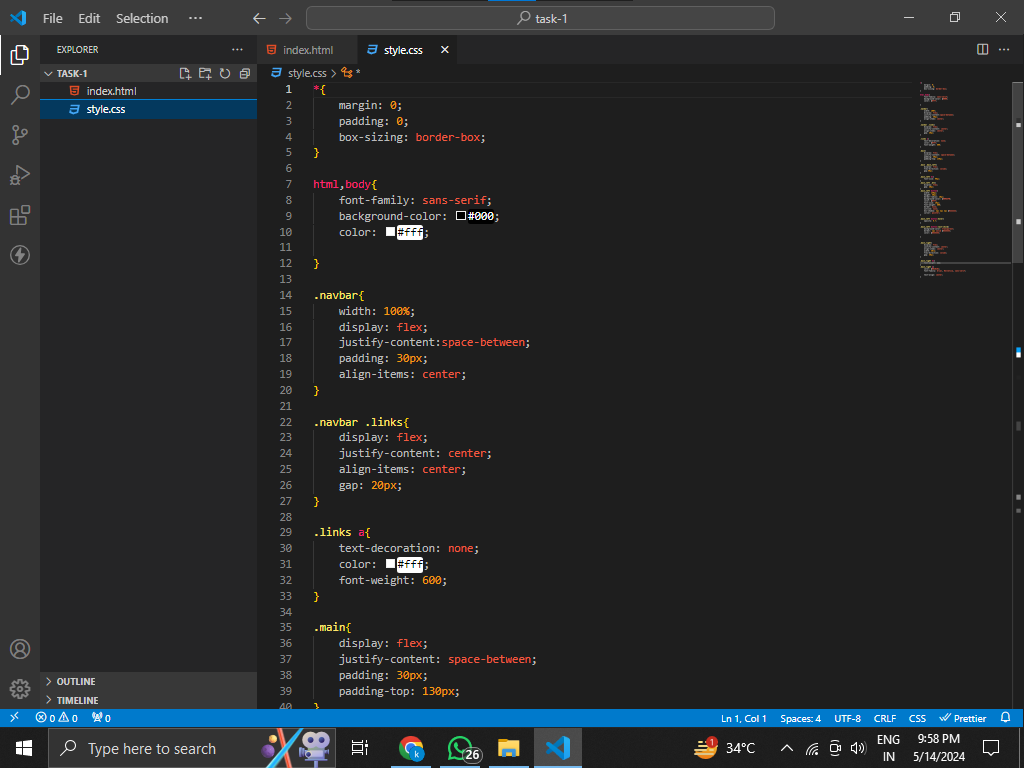 File Edit Selection ··· task-1
EXPLORER ···
index.html
style.css
TASK-1
style.css > *
index.html
style.css
1 *{
2 margin: 0;
3 padding: 0;
4 box-sizing: border-box;
5 }
6
7 html,body{
8 font-family: sans-serif;
9 background-color: #000;
10 color: #fff;
11
12 }
13
14 .navbar{
15 width: 100%;
16 display: flex;
17 justify-content:space-between;
18 padding: 30px;
19 align-items: center;
20 }
21
22 .navbar .links{
23 display: flex;
24 justify-content: center;
25 align-items: center;
26 gap: 20px;
27 }
28
29 .links a{
30 text-decoration: none;
31 color: #fff;
32 font-weight: 600;
33 }
34
35 .main{
36 display: flex;
37 justify-content: space-between;
38 padding: 30px;
39 padding-top: 130px;
40 }
OUTLINE
TIMELINE
0 0 0 Ln 1, Col 1 Spaces: 4 UTF-8 CRLF CSS Prettier
Type here to search
k
26
1
34°C
ENG
IN
9:58 PM
5/14/2024